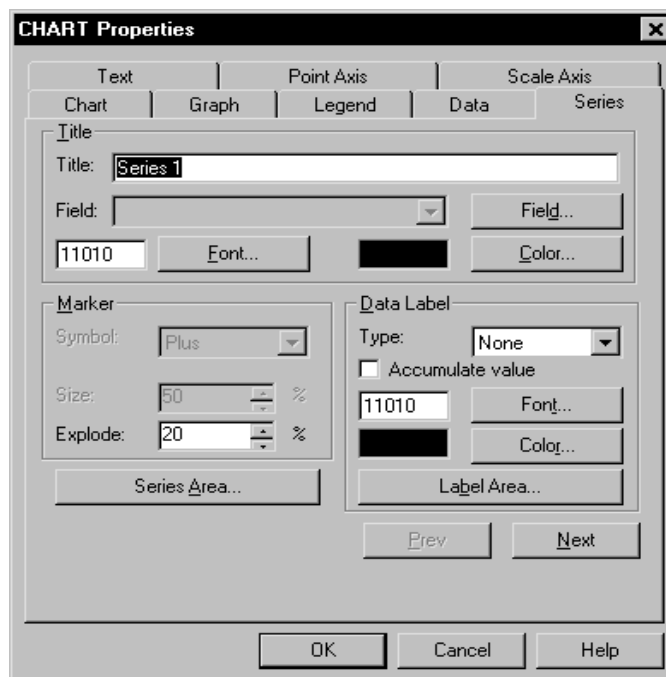 CHART Properties
Text Point Axis Scale Axis
Chart Graph Legend Data Series
Title
Title: Series 1
Field: Field...
11010 Font... Color...
Marker
Symbol: Plus
Size: 50 %
Explode: 20 %
Series Area...
Data Label
Type: None
Accumulate value
11010 Font...
Color...
Label Area...
Prev Next
OK Cancel Help